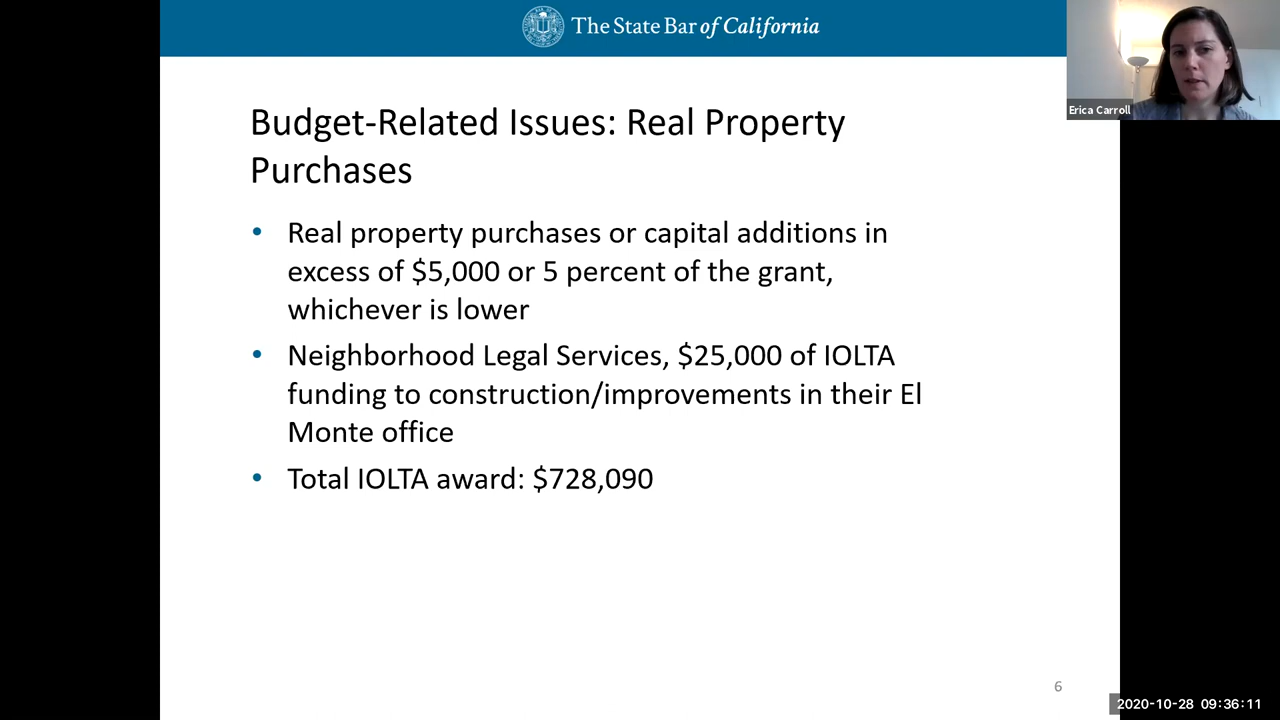 The State Bar of California
Erica Carroll
Budget-Related Issues: Real Property
Purchases
• Real property purchases or capital additions in
excess of $5,000 or 5 percent of the grant,
whichever is lower
• Neighborhood Legal Services, $25,000 of IOLTA
funding to construction/improvements in their El
Monte office
• Total IOLTA award: $728,090
6
2020-10-28 09:36:11